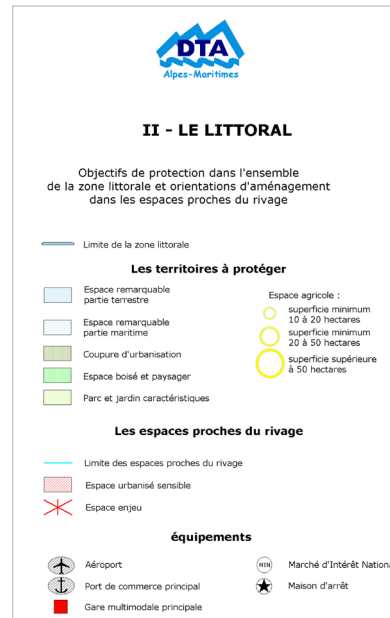 DTA
Alpes-Maritimes
II - LE LITTORAL
Objectifs de protection dans l'ensemble
de la zone littorale et orientations d'aménagement
dans les espaces proches du rivage
Limite de la zone littorale
Les territoires à protéger
Espace remarquable
partie terrestre
Espace remarquable
partie maritime
Coupure d'urbanisation
Espace boisé et paysager
Parc et jardin caractéristiques
Espace agricole :
superficie minimum
10 à 20 hectares
superficie minimum
20 à 50 hectares
superficie supérieure
à 50 hectares
Les espaces proches du rivage
Limite des espaces proches du rivage
Espace urbanisé sensible
Espace enjeu
équipements
Aéroport
Port de commerce principal
Gare multimodale principale
MIN Marché d'Intérêt Nationa
Maison d'arrêt